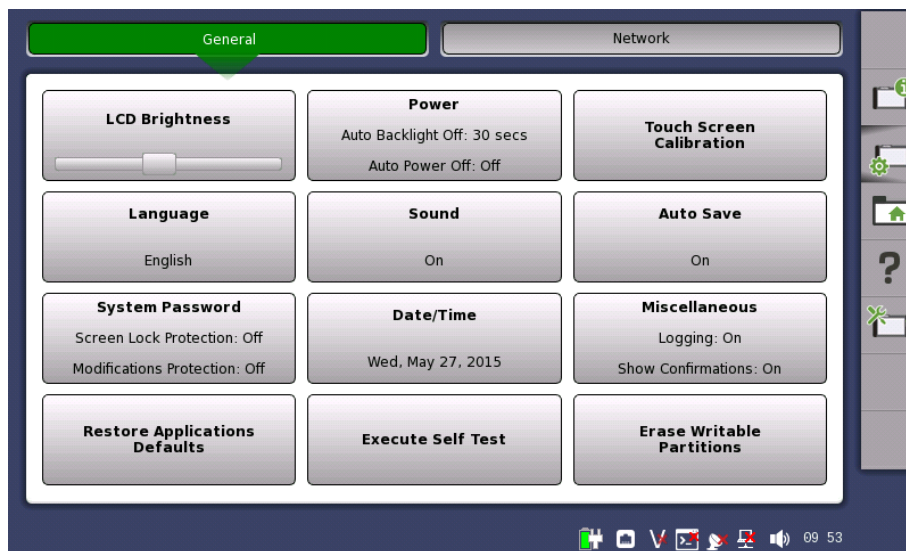 General
Network
LCD Brightness
Power
Auto Backlight Off: 30 secs
Auto Power Off: Off
Touch Screen
Calibration
Language
English
Sound
On
Auto Save
On
System Password
Screen Lock Protection: Off
Modifications Protection: Off
Date/Time
Wed, May 27, 2015
Miscellaneous
Logging: On
Show Confirmations: On
Restore Applications
Defaults
Execute Self Test
Erase Writable
Partitions
?
09 53